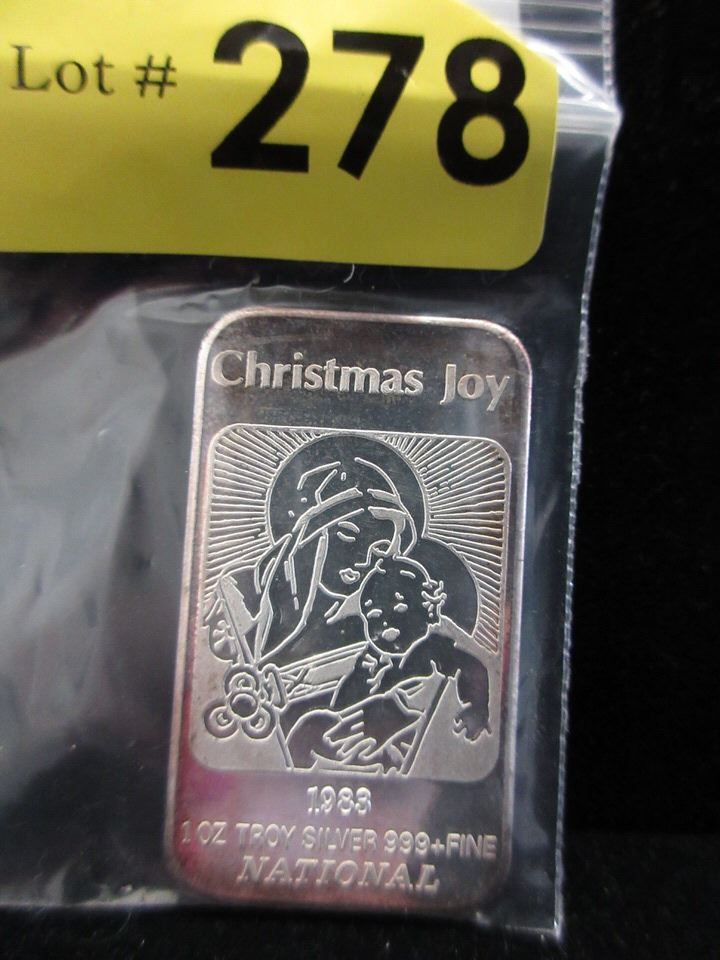 Lot # 278
Christmas Joy
1983
1 OZ TROY SILVER 999+FINE
NATIONAL